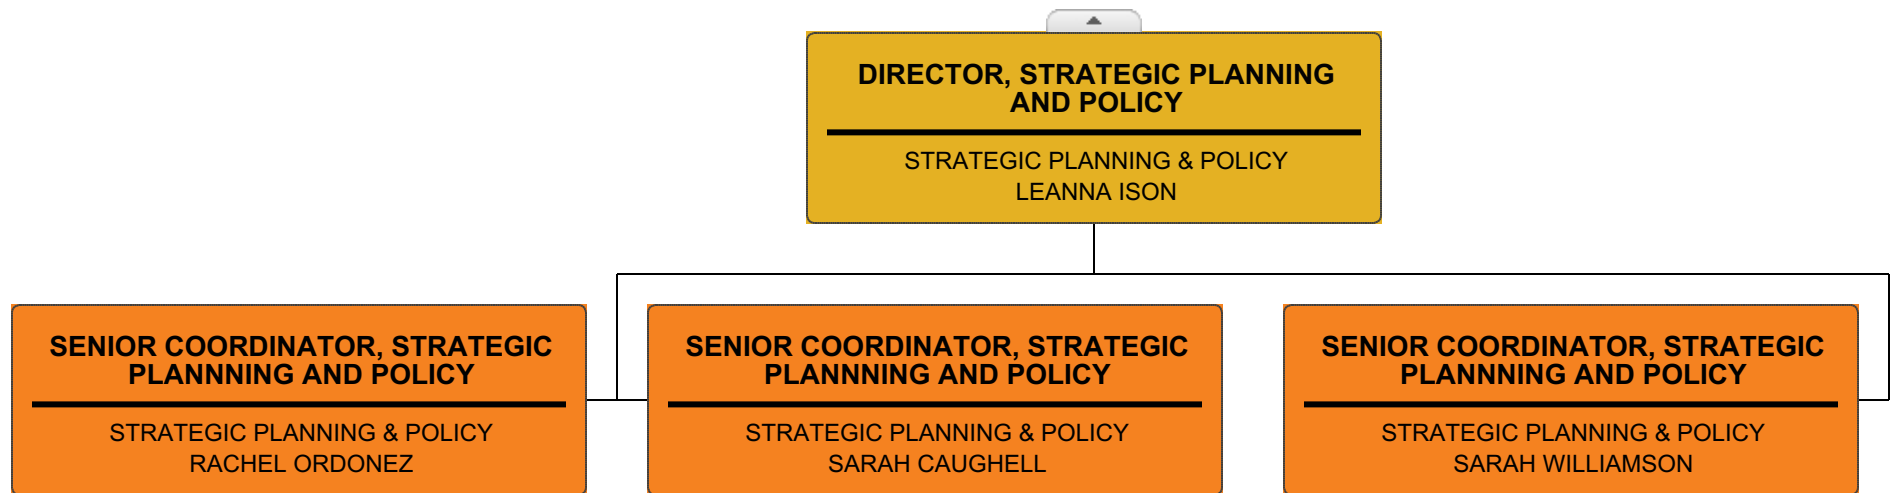 DIRECTOR, STRATEGIC PLANNING
AND POLICY
STRATEGIC PLANNING & POLICY
LEANNA ISON
SENIOR COORDINATOR, STRATEGIC
PLANNNING AND POLICY
STRATEGIC PLANNING & POLICY
RACHEL ORDONEZ
SENIOR COORDINATOR, STRATEGIC
PLANNNING AND POLICY
STRATEGIC PLANNING & POLICY
SARAH CAUGHELL
SENIOR COORDINATOR, STRATEGIC
PLANNNING AND POLICY
STRATEGIC PLANNING & POLICY
SARAH WILLIAMSON